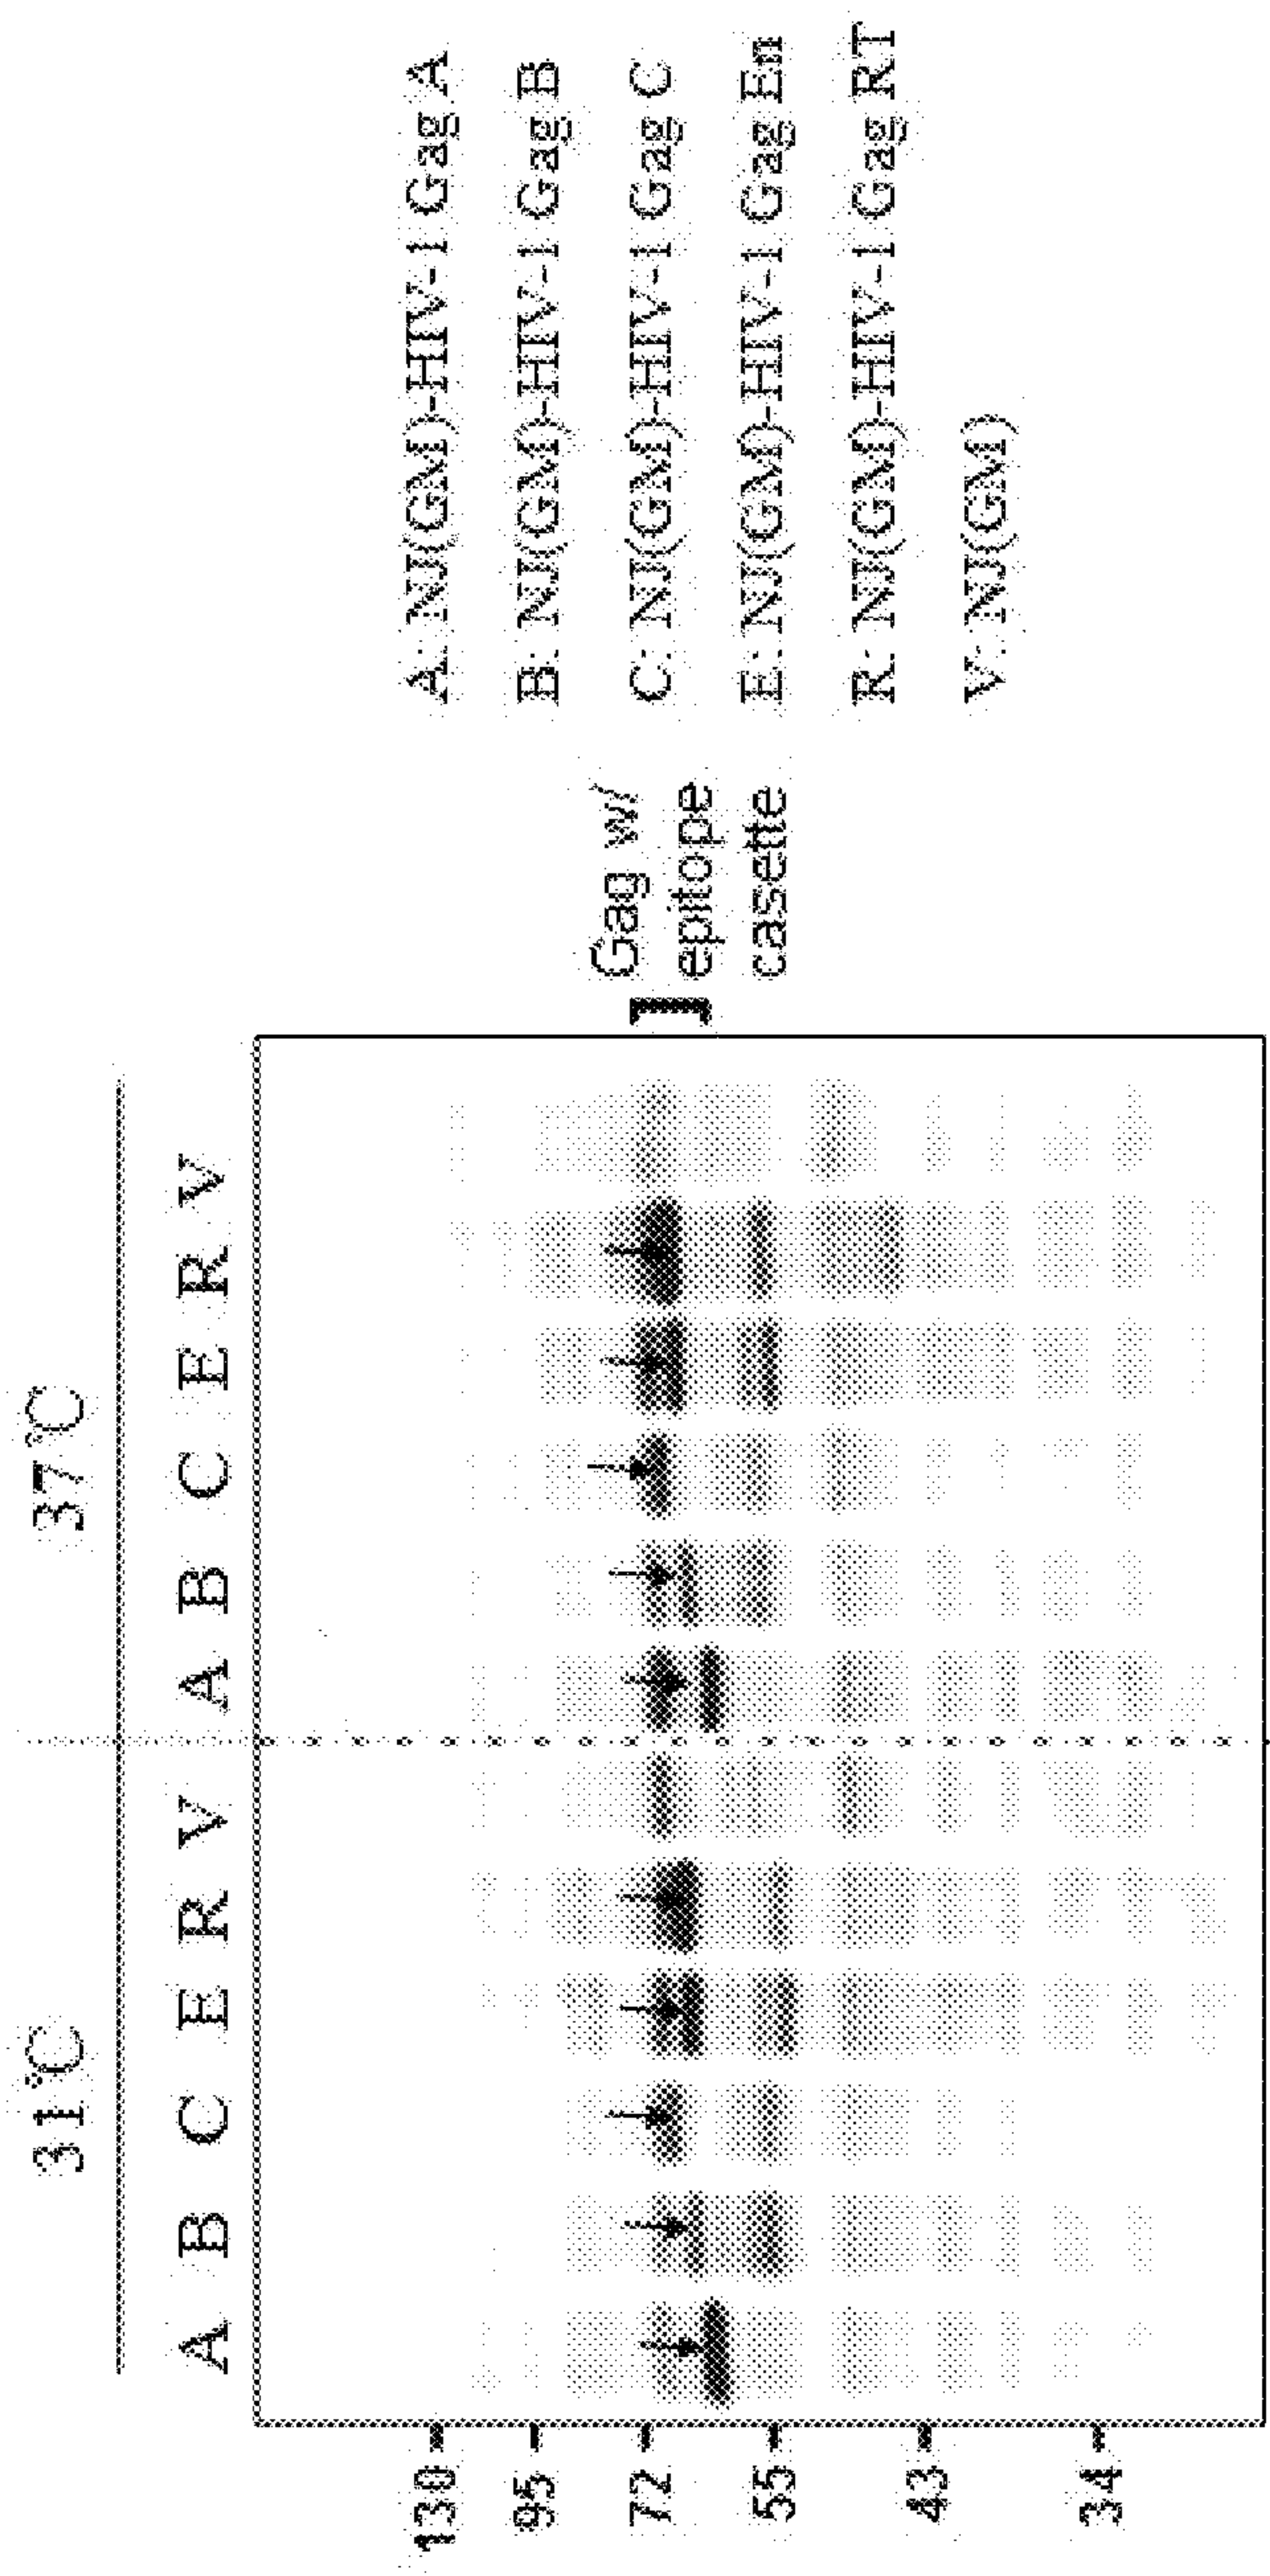 31℃ 37℃
A B C E R V A B C E R V
130
95
72
55
43
34
] Gag w/
epitope
casette
A: NJ(GM)-HIV-1 Gag A
B: NJ(GM)-HIV-1 Gag B
C: NJ(GM)-HIV-1 Gag C
E: NJ(GM)-HIV-1 Gag En
R: NJ(GM)-HIV-1 Gag RT
V: NJ(GM)